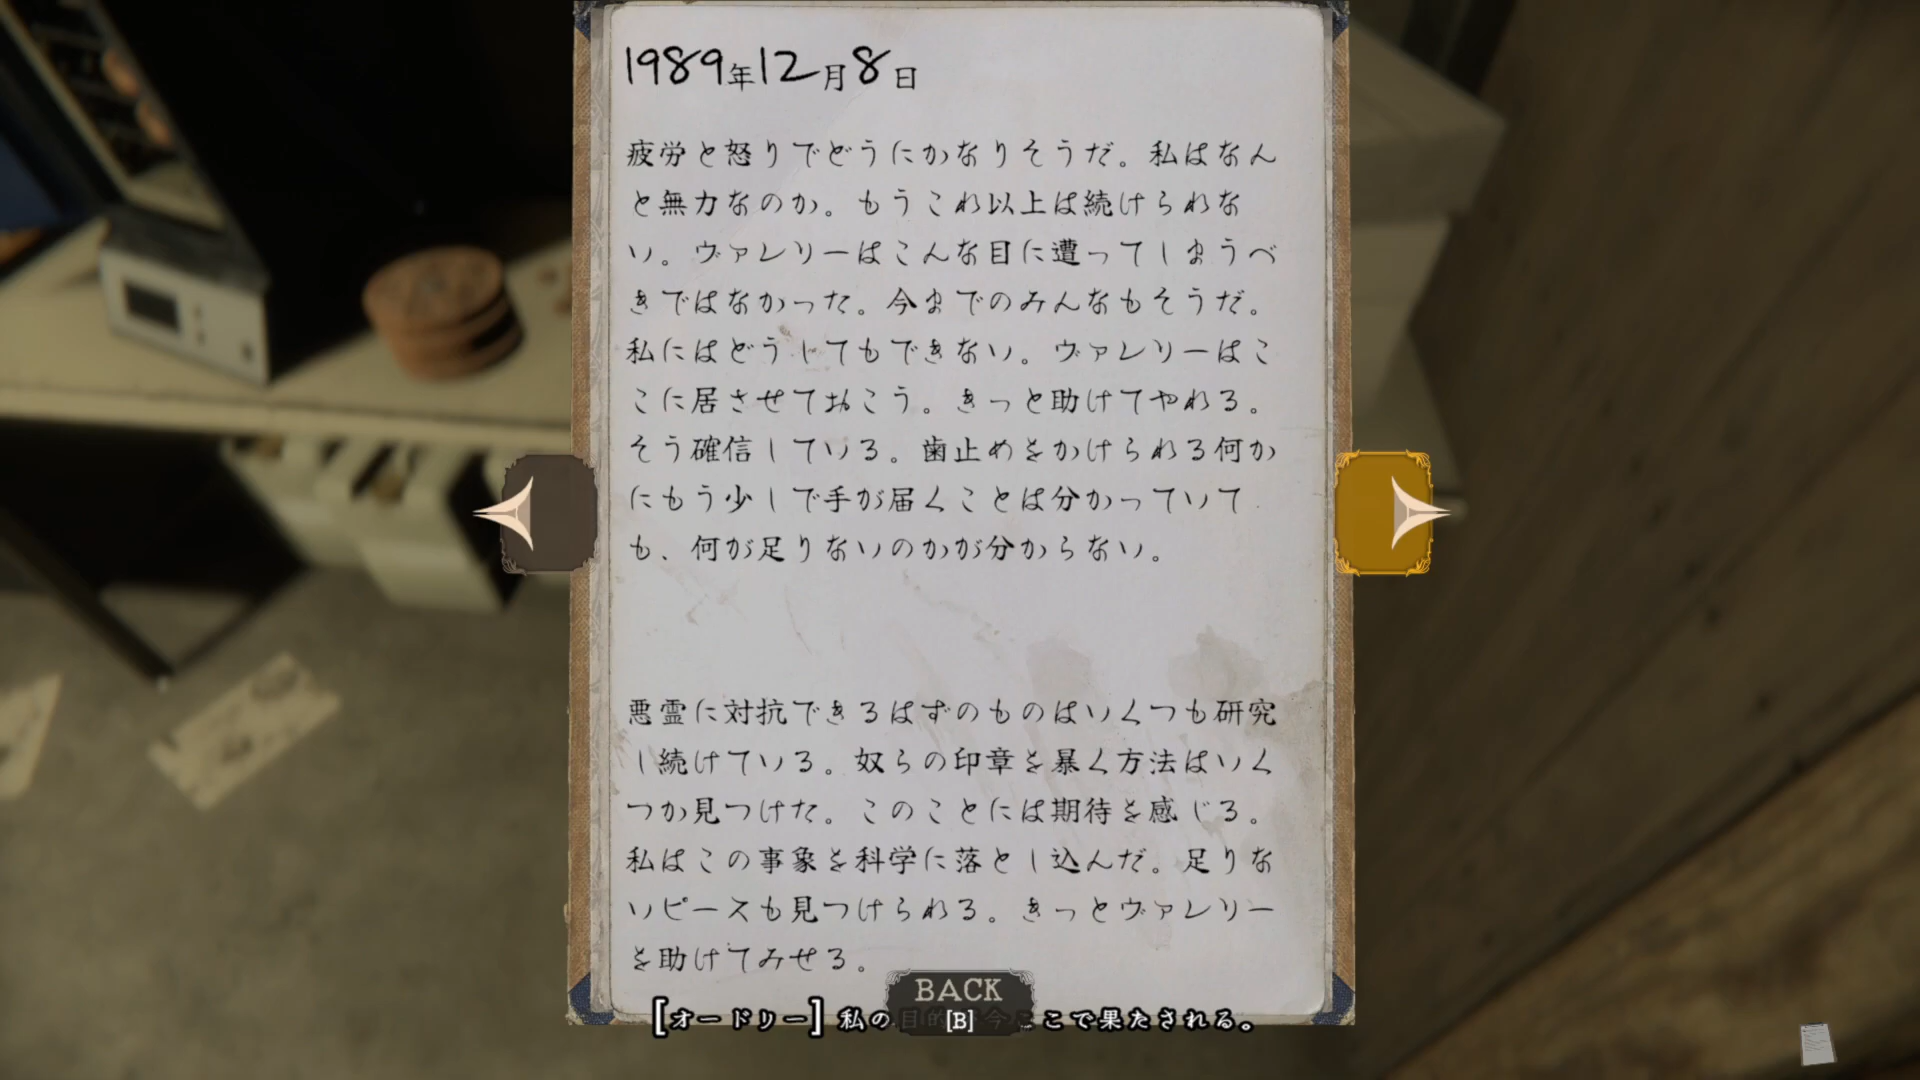 1989年12月8日
疲労と怒りでどうにかなりそうだ。私はなん
と無力なのか。もうこれ以上は続けられな
い。ヴァレリーはこんな目に遭ってしまうべ
きではなかった。今までのみんなもそうだ。
私にはどうしてもできない。ヴァレリーはこ
こに居させておこう。きっと助けてやれる。
そう確信している。歯止めをかけられる何か
にもう少しで手が届くことは分かっていて
も、何が足りないのかが分からない。
悪霊に対抗できるはずのものはいくつも研究
し続けている。奴らの印章を暴く方法はいく
つか見つけた。このことには期待を感じる。
私はこの事象を科学に落とし込んだ。足りな
いピースも見つけられる。きっとヴァレリー
を助けてみせる。
BACK
[B]
[オードリー] 私の目的 今ここで果たされる。